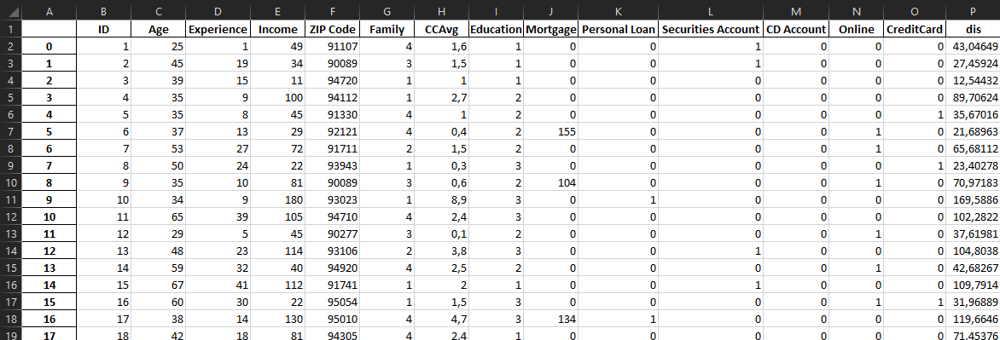 A B C D E F G H I J K L M N O P
1 ID Age Experience Income ZIP Code Family CCAvg Education Mortgage Personal Loan Securities Account CD Account Online CreditCard dis
2 0 1 25 1 49 91107 4 1,6 1 0 0 1 0 0 0 43,04649
3 1 2 45 19 34 90089 3 1,5 1 0 0 1 0 0 0 27,45924
4 2 3 39 15 11 94720 1 1 1 0 0 0 0 0 0 12,54432
5 3 4 35 9 100 94112 1 2,7 2 0 0 0 0 0 0 89,70624
6 4 5 35 8 45 91330 4 1 2 0 0 0 0 0 1 35,67016
7 5 6 37 13 29 92121 4 0,4 2 155 0 0 0 1 0 21,68963
8 6 7 53 27 72 91711 2 1,5 2 0 0 0 0 1 0 65,68112
9 7 8 50 24 22 93943 1 0,3 3 0 0 0 0 0 1 23,40278
10 8 9 35 10 81 90089 3 0,6 2 104 0 0 0 1 0 70,97183
11 9 10 34 9 180 93023 1 8,9 3 0 1 0 0 0 0 169,5886
12 10 11 65 39 105 94710 4 2,4 3 0 0 0 0 0 0 102,2822
13 11 12 29 5 45 90277 3 0,1 2 0 0 0 0 1 0 37,61981
14 12 13 48 23 114 93106 2 3,8 3 0 0 1 0 0 0 104,8038
15 13 14 59 32 40 94920 4 2,5 2 0 0 0 0 1 0 42,68267
16 14 15 67 41 112 91741 1 2 1 0 0 1 0 0 0 109,7914
17 15 16 60 30 22 95054 1 1,5 3 0 0 0 0 1 1 31,96889
18 16 17 38 14 130 95010 4 4,7 3 134 1 0 0 0 0 119,6646
19 17 18 42 18 81 94305 4 2,4 1 0 0 0 0 0 0 71,45376